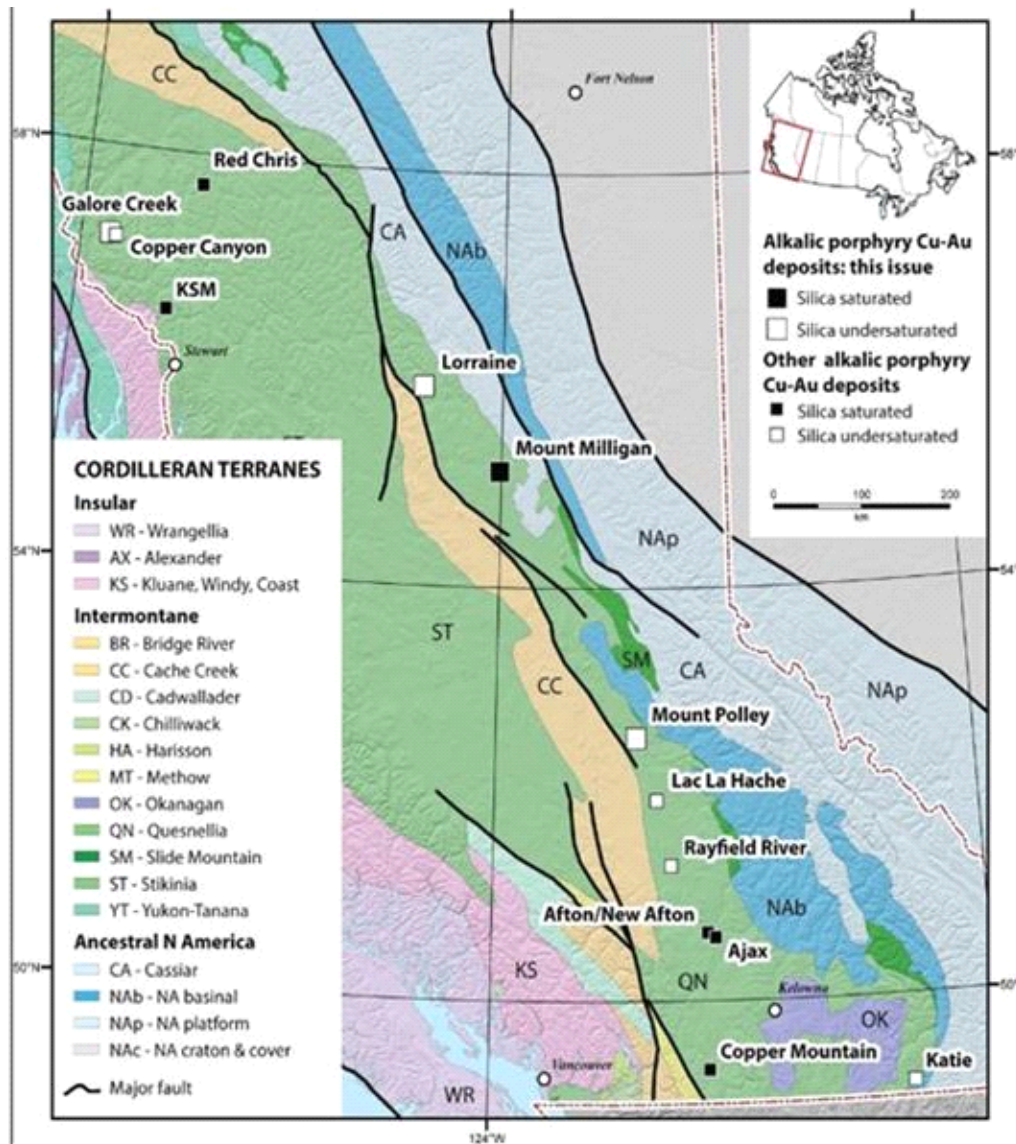 CC
Fort Nelson
58°N
58°
Red Chris
Galore Creek
Copper Canyon
CA
NAb
KSM
Stewart
Lorraine
Mount Milligan
Alkalic porphyry Cu-Au
deposits: this issue
Silica saturated
Silica undersaturated
Other alkalic porphyry
Cu-Au deposits
Silica saturated
Silica undersaturated
0 100 200
km
CORDILLERAN TERRANES
Insular
WR - Wrangellia
AX - Alexander
KS - Kluane, Windy, Coast
Intermontane
BR - Bridge River
CC - Cache Creek
CD - Cadwallader
CK - Chilliwack
HA - Harisson
MT - Methow
OK - Okanagan
QN - Quesnellia
SM - Slide Mountain
ST - Stikinia
YT - Yukon-Tanana
Ancestral N America
CA - Cassiar
NAb - NA basinal
NAp - NA platform
NAc - NA craton & cover
Major fault
54°N
54°
NAp
ST
SM
CA
CC
NAp
Mount Polley
Lac La Hache
Rayfield River
Afton/New Afton
NAb
Ajax
KS
QN
50°N
50°
Kelowna
OK
Copper Mountain
Katie
Vancouver
WR
124°W